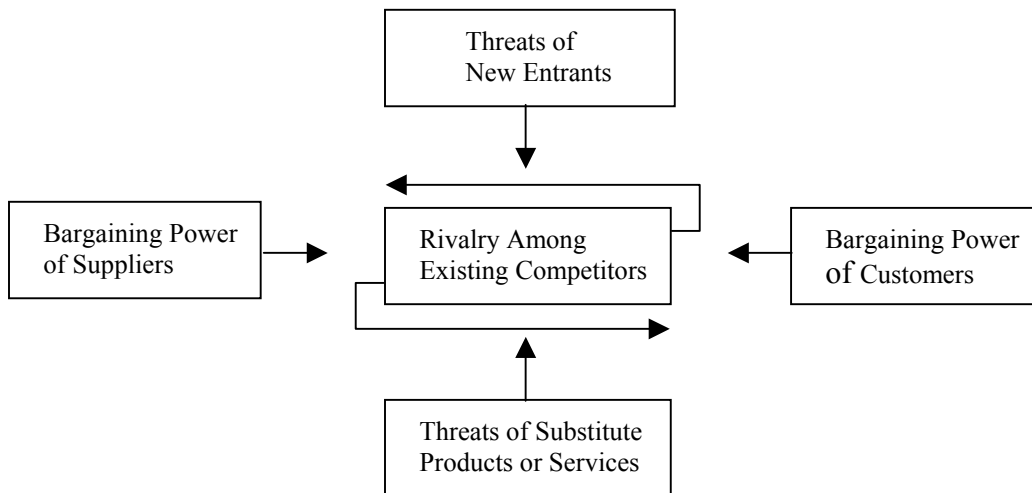 Threats of
New Entrants
Bargaining Power
of Suppliers
Rivalry Among
Existing Competitors
Bargaining Power
of Customers
Threats of Substitute
Products or Services